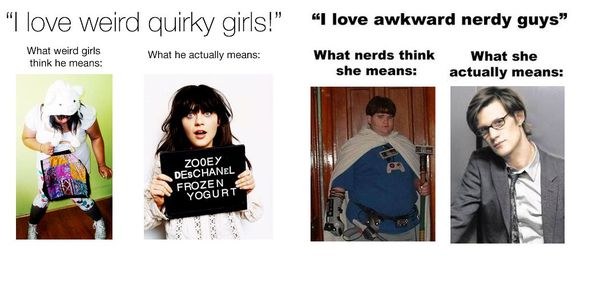 "I love weird quirky girls!"
What weird girls
think he means:
What he actually means:
ZOOEY
DEsCHANEL
FROZEN
YOGURT
"I love awkward nerdy guys"
What nerds think
she means:
What she
actually means: